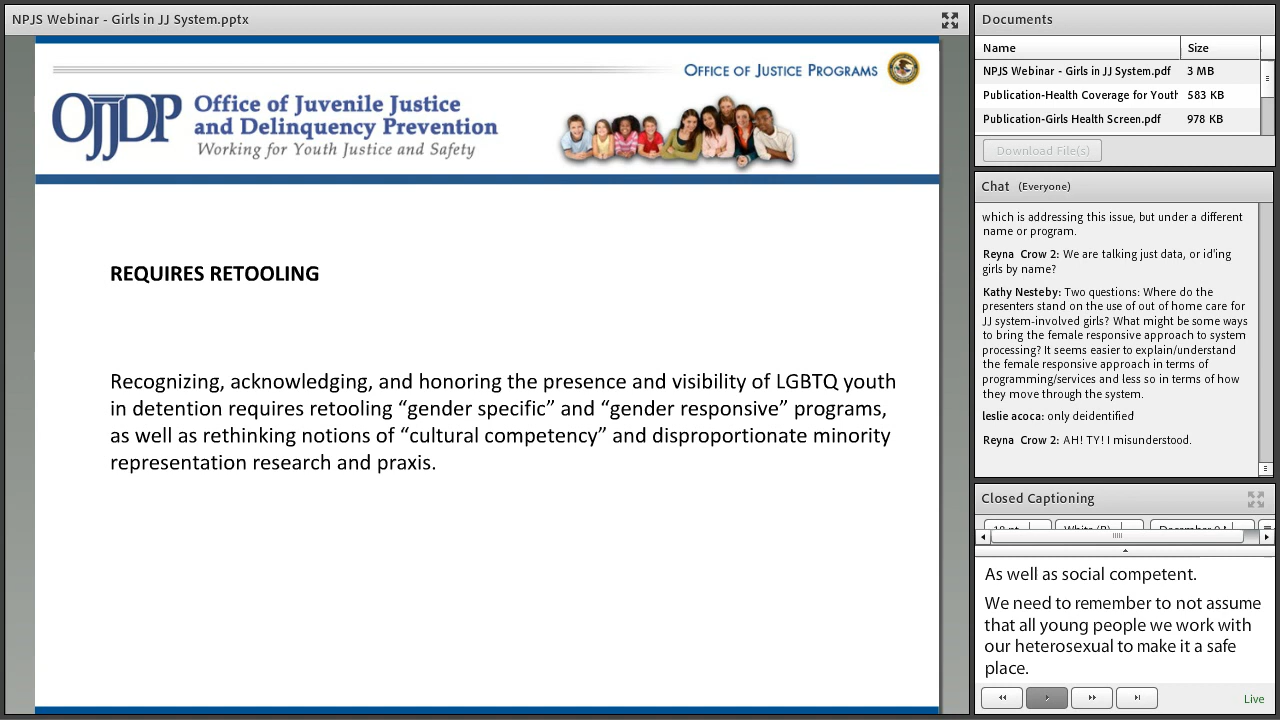 NPJS Webinar - Girls in JJ System.pptx
OFFICE OF JUSTICE PROGRAMS
OJJDP
Office of Juvenile Justice
and Delinquency Prevention
Working for Youth Justice and Safety
REQUIRES RETOOLING
Recognizing, acknowledging, and honoring the presence and visibility of LGBTQ youth
in detention requires retooling “gender specific” and “gender responsive” programs,
as well as rethinking notions of “cultural competency” and disproportionate minority
representation research and praxis.
Documents
Name Size
NPJS Webinar - Girls in JJ System.pdf 3 MB
Publication-Health Coverage for Youth 583 KB
Publication-Girls Health Screen.pdf 978 KB
Download File(s)
Chat (Everyone)
which is addressing this issue, but under a different
name or program.
Reyna Crow 2: We are talking just data, or id'ing
girls by name?
Kathy Nesteby: Two questions: Where do the
presenters stand on the use of out of home care for
JJ system-involved girls? What might be some ways
to bring the female responsive approach to system
processing? It seems easier to explain/understand
the female responsive approach in terms of
programming/services and less so in terms of how
they move through the system.
leslie acoca: only deidentified
Reyna Crow 2: AH! TY! I misunderstood.
Closed Captioning
As well as social competent.
We need to remember to not assume
that all young people we work with
our heterosexual to make it a safe
place.
Live